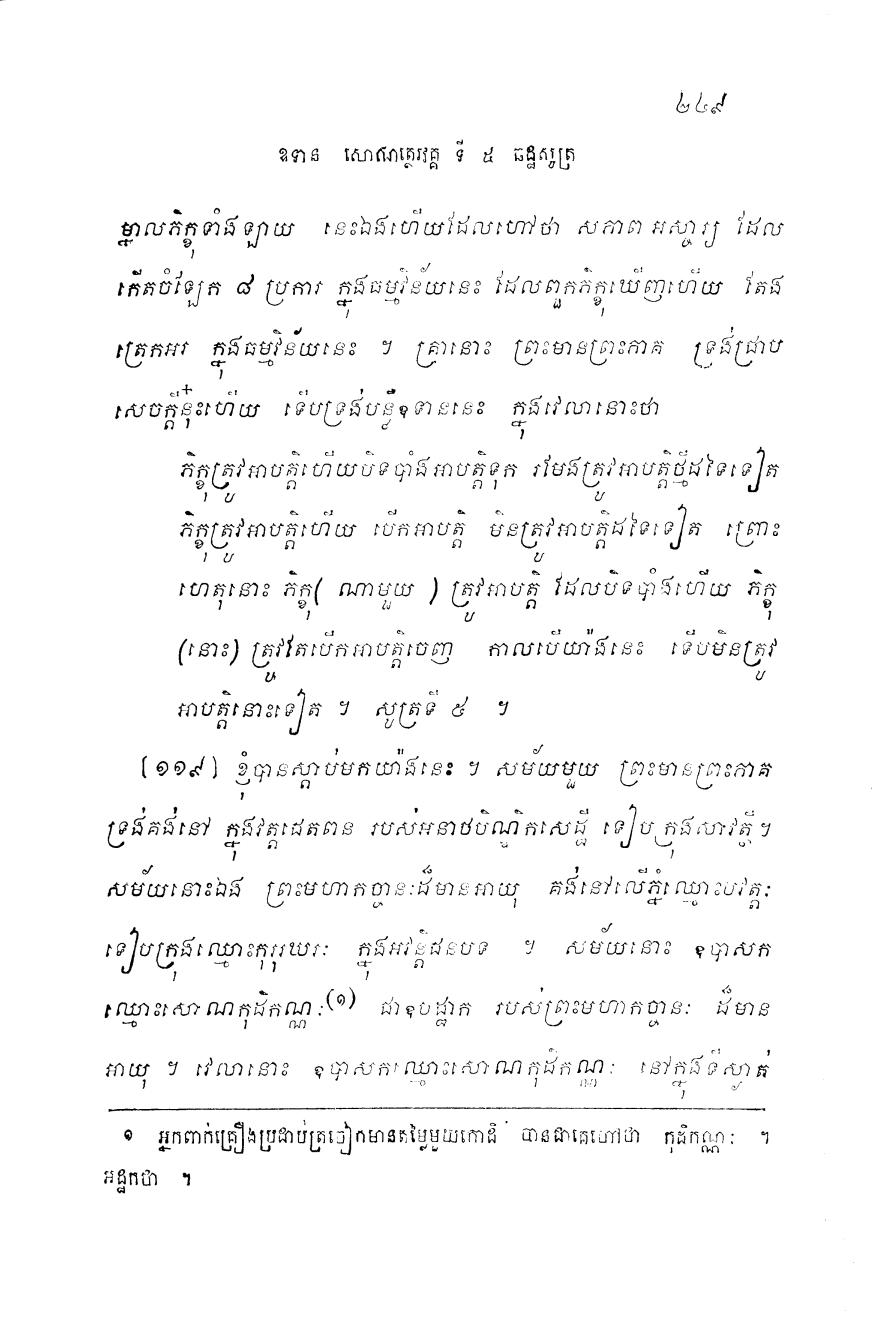 ២៤៩
ឧទាន សោណត្ថេរវគ្គ ទី ៥ ឆដ្ឋសូត្រ
ម្នាលភិក្ខុទាំងឡាយ នេះឯងហើយដែលហៅថា សភាព អស្ចារ្យ ដែល
កើតចំឡែក ៨ ប្រការ ក្នុងធម្មវិន័យនេះ ដែលពួកភិក្ខុឃើញហើយ តែង
ត្រេកអរ ក្នុងធម្មវិន័យនេះ ។ គ្រានោះ ព្រះមានព្រះភាគ ទ្រង់ជ្រាប
សេចក្តីនុ៎ះហើយ ទើបទ្រង់បន្លឺឧទាននេះ ក្នុងវេលានោះថា
ភិក្ខុត្រូវអាបត្តិហើយបិទបាំងអាបត្តិទុក រមែងត្រូវអាបត្តិថ្មីដទៃទៀត
ភិក្ខុត្រូវអាបត្តិហើយ បើកអាបត្តិ មិនត្រូវអាបត្តិដទៃទៀត ព្រោះ
ហេតុនោះ ភិក្ខុ( ណាមួយ ) ត្រូវអាបត្តិ ដែលបិទបាំងហើយ ភិក្ខុ
(នោះ) ត្រូវតែបើកអាបត្តិចេញ កាលបើយ៉ាងនេះ ទើបមិនត្រូវ
អាបត្តិនោះទៀត ។ សូត្រទី ៥ ។
[១១៩] ខ្ញុំបានស្តាប់មកយ៉ាងនេះ ។ សម័យមួយ ព្រះមានព្រះភាគ
ទ្រង់គង់នៅ ក្នុងវត្តជេតពន របស់អនាថបិណ្ឌិកសេដ្ឋី ទៀបក្រុងសាវត្ថី។
សម័យនោះឯង ព្រះមហាកច្ចានៈដ៏មានអាយុ គង់នៅលើភ្នំឈ្មោះបវត្តៈ
ទៀបក្រុងឈ្មោះកុរុរឃរៈ ក្នុងអវន្តីជនបទ ។ សម័យនោះ ឧបាសក
ឈ្មោះសោណកុដិកណ្ណៈ(១) ជាឧបដ្ឋាក របស់ព្រះមហាកច្ចានៈ ដ៏មាន
អាយុ ។ វេលានោះ ឧបាសកឈ្មោះសោណកុដិកណ្ណៈ នៅក្នុងទីស្ងាត់
១ អ្នកពាក់គ្រឿងប្រដាប់ត្រចៀកមានតម្លៃមួយកោដិ បានជាគេហៅថា កុដិកណ្ណៈ ។
អដ្ឋកថា ។